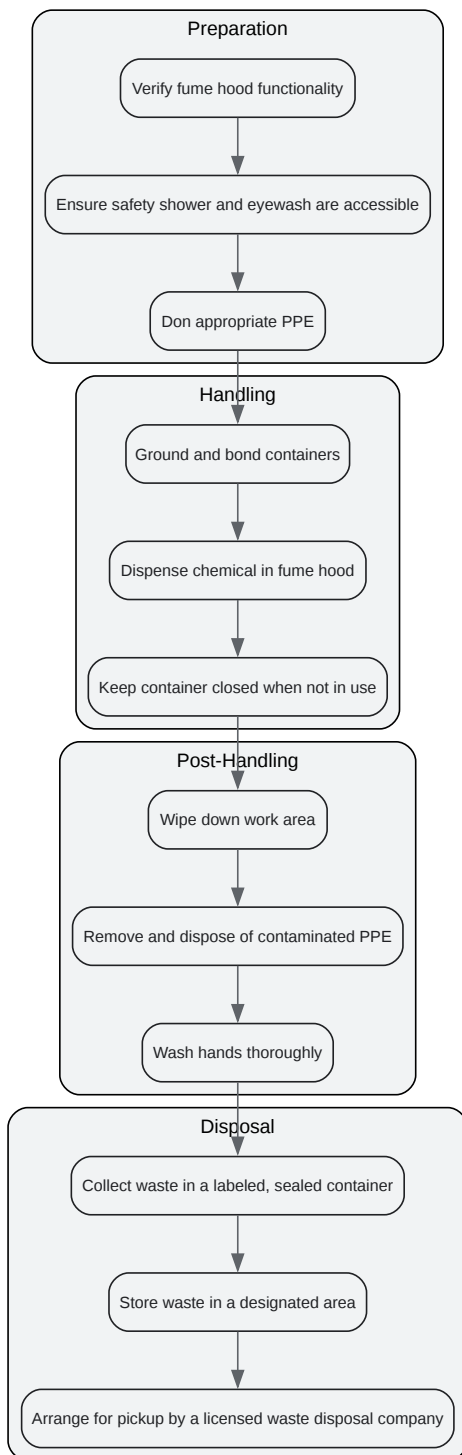 Preparation
Verify fume hood functionality
Ensure safety shower and eyewash are accessible
Don appropriate PPE
Handling
Ground and bond containers
Dispense chemical in fume hood
Keep container closed when not in use
Post-Handling
Wipe down work area
Remove and dispose of contaminated PPE
Wash hands thoroughly
Disposal
Collect waste in a labeled, sealed container
Store waste in a designated area
Arrange for pickup by a licensed waste disposal company